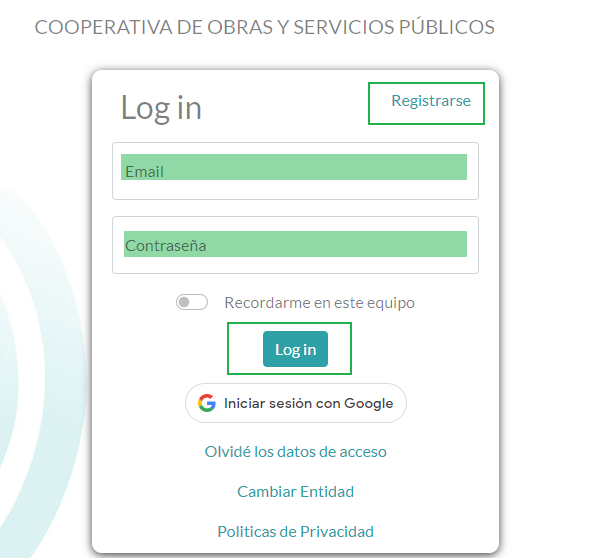 COOPERATIVA DE OBRAS Y SERVICIOS PÚBLICOS
Log in
Registrarse
Email
Contraseña
Recordarme en este equipo
Log in
Iniciar sesión con Google
Olvidé los datos de acceso
Cambiar Entidad
Politicas de Privacidad